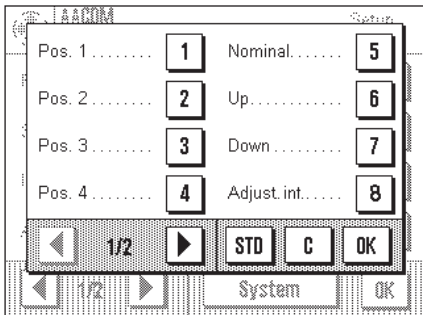 AACOM Setup
Pos. 1........ 1 Nominal....... 5
Pos. 2........ 2 Up............ 6
Pos. 3........ 3 Down ......... 7
Pos. 4........ 4 Adjust. int...... 8
1/2 STD C OK
1/2 System OK